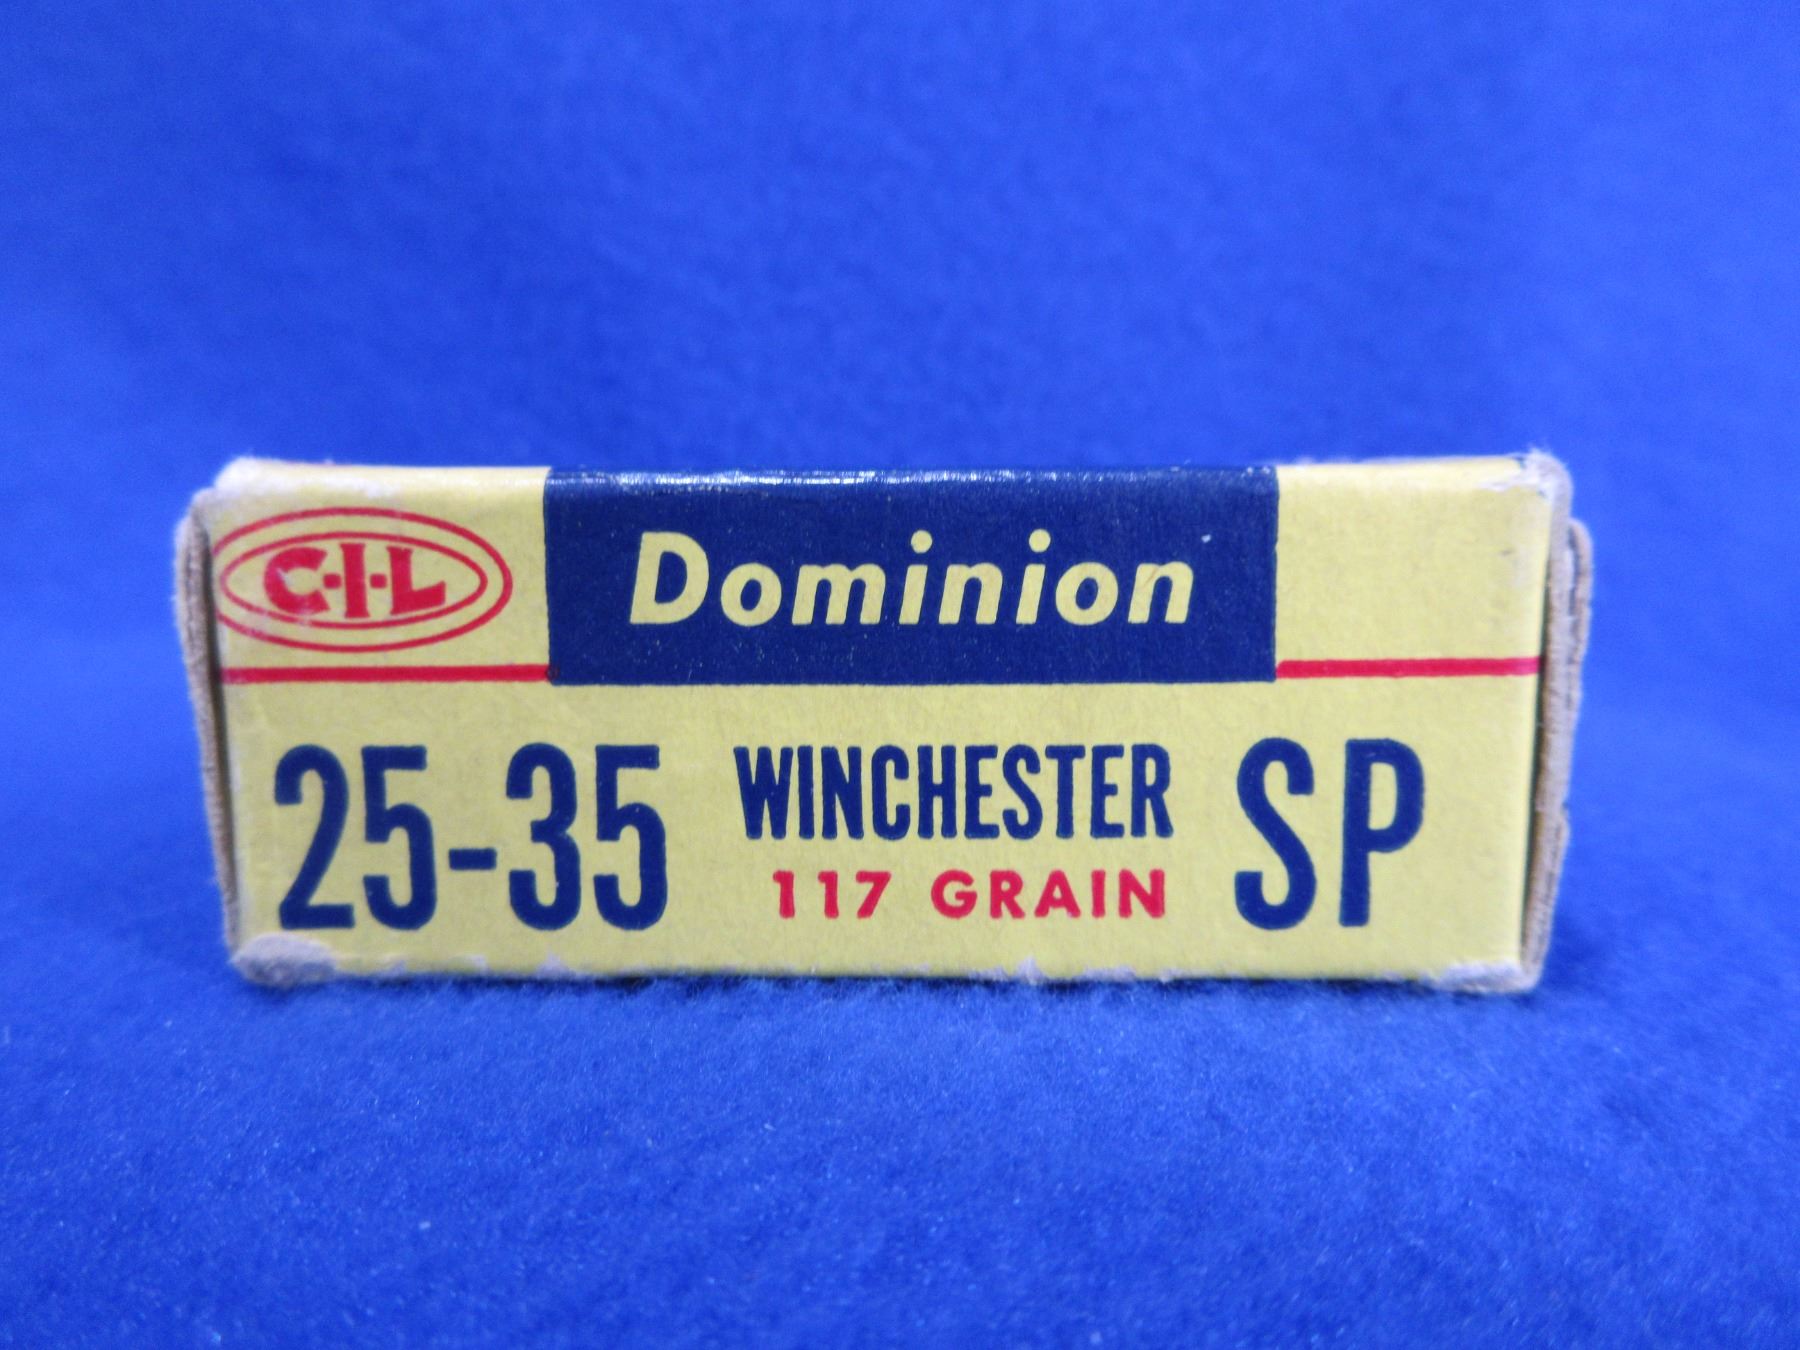 C-I-L
Dominion
25-35 WINCHESTER SP
117 GRAIN